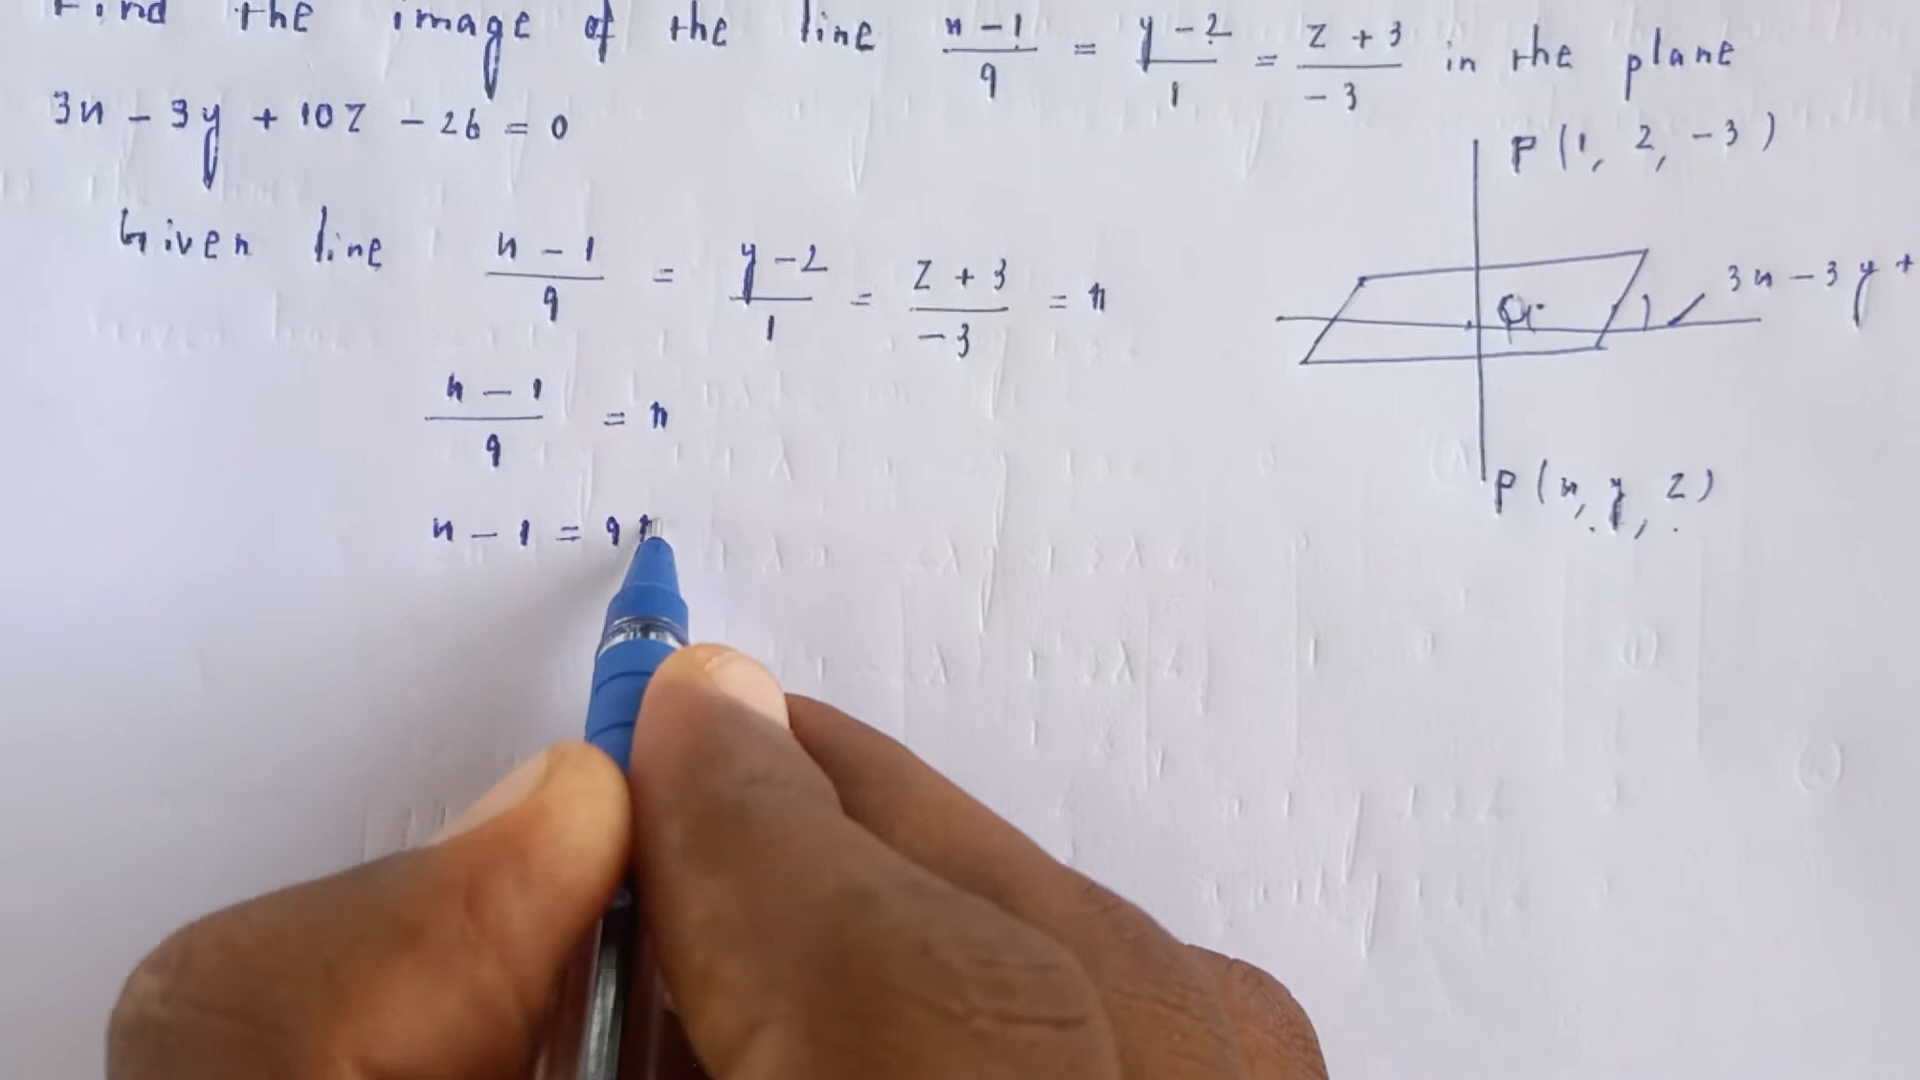 Find the image of the line x - 1 / 9 = y - 2 / 1 = z + 3 / -3 in the plane
3x - 3y + 10z - 26 = 0
P(1, 2, -3)
Given line x - 1 / 9 = y - 2 / 1 = z + 3 / -3 = r
3x - 3y +
Q
x - 1 / 9 = r
P(x, y, z)
x - 1 = 9r